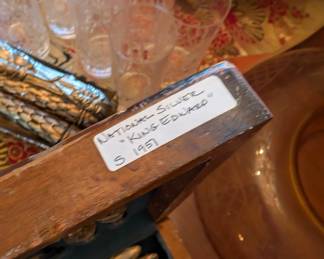 NATIONAL SILVER
"KING EDWARD"
S 1951